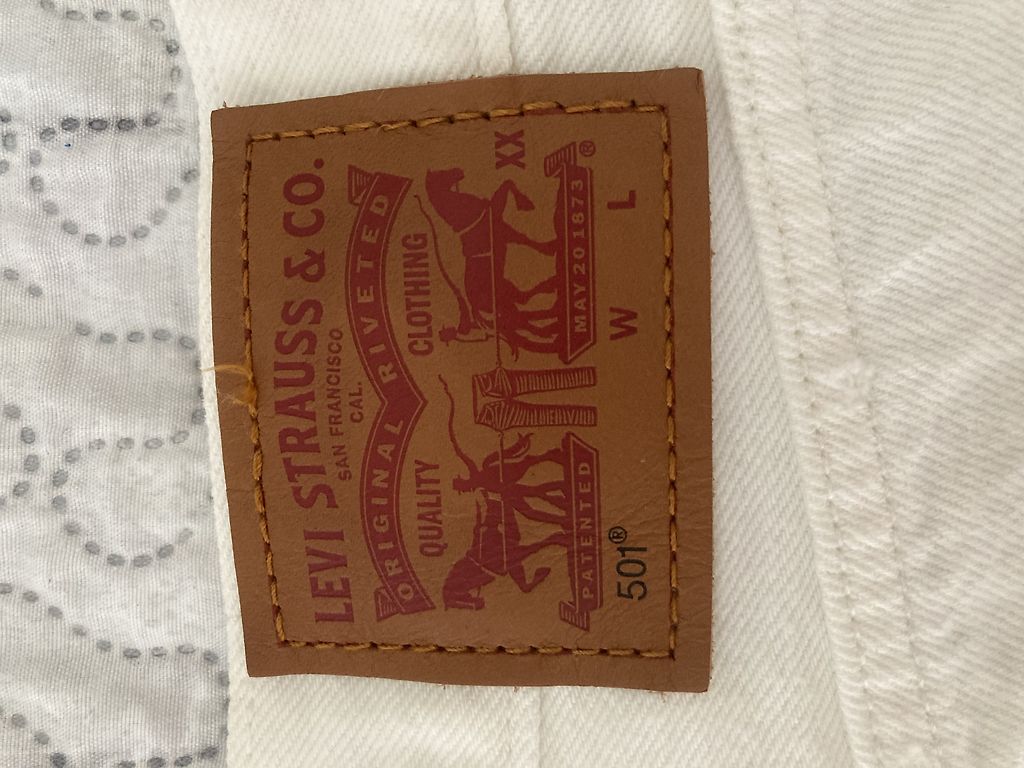 LEVI STRAUSS & CO.
SAN FRANCISCO
CAL.
ORIGINAL RIVETED
QUALITY CLOTHING
XX
PATENTED MAY 20 1873 ®
501® W L